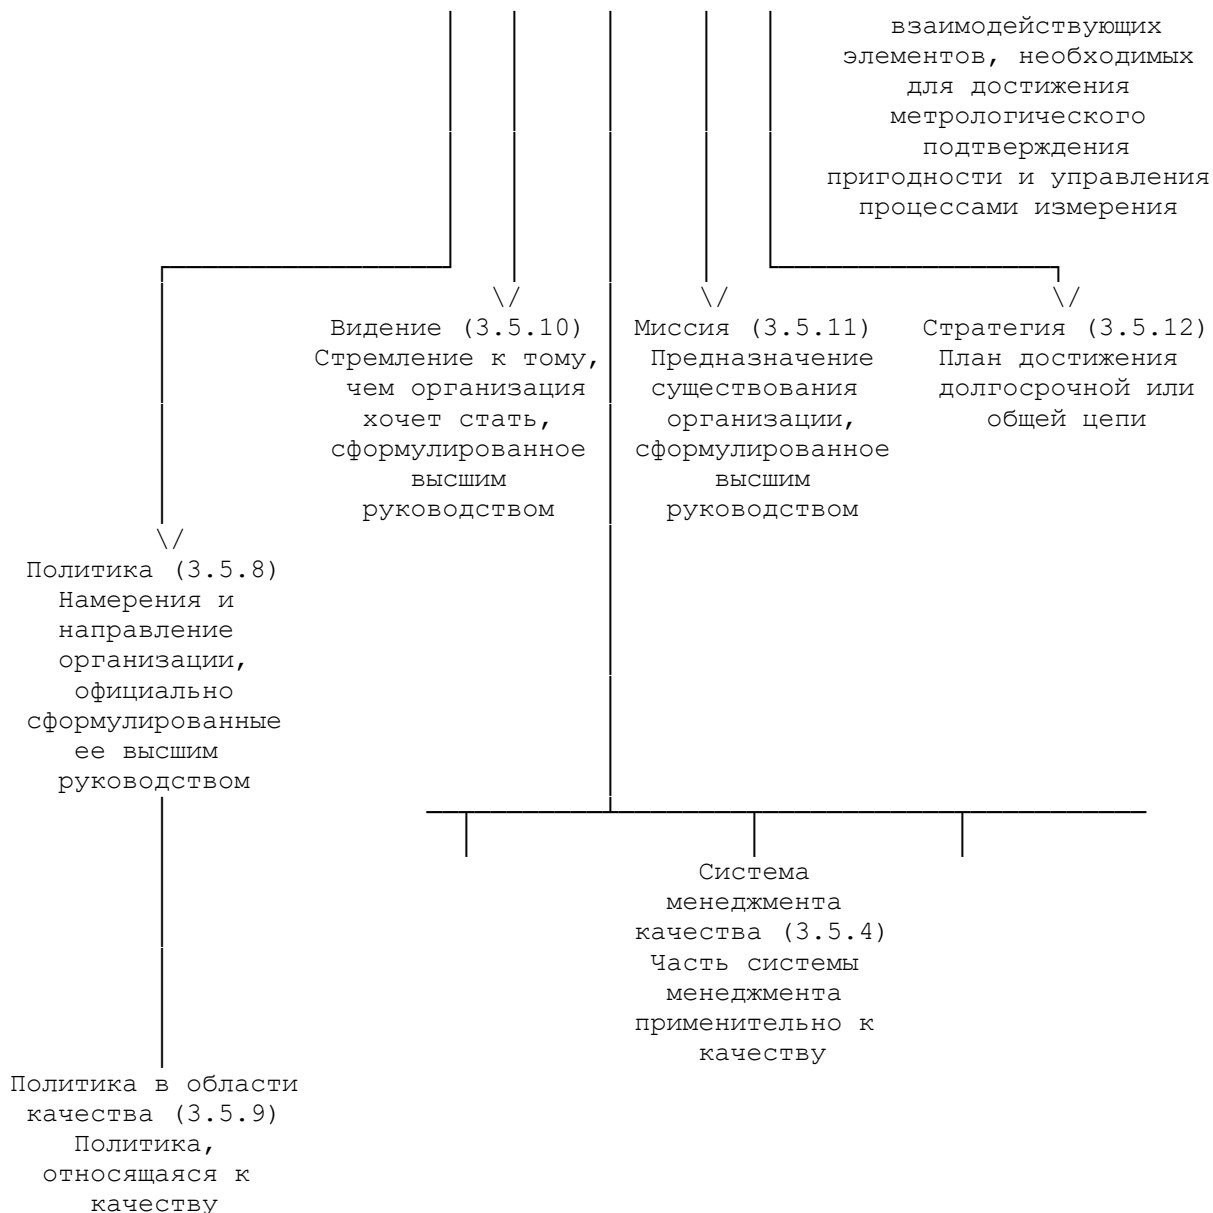 взаимодействующих
элементов, необходимых
для достижения
метрологического
подтверждения
пригодности и управления
процессами измерения
\/ \/ \/
Видение (3.5.10) Миссия (3.5.11) Стратегия (3.5.12)
Стремление к тому, Предназначение План достижения
чем организация существования долгосрочной или
хочет стать, организации, общей цепи
сформулированное сформулированное
высшим высшим
руководством руководством
\/
Политика (3.5.8)
Намерения и
направление
организации,
официально
сформулированные
ее высшим
руководством
Система
менеджмента
качества (3.5.4)
Часть системы
менеджмента
применительно к
качеству
Политика в области
качества (3.5.9)
Политика,
относящаяся к
качеству